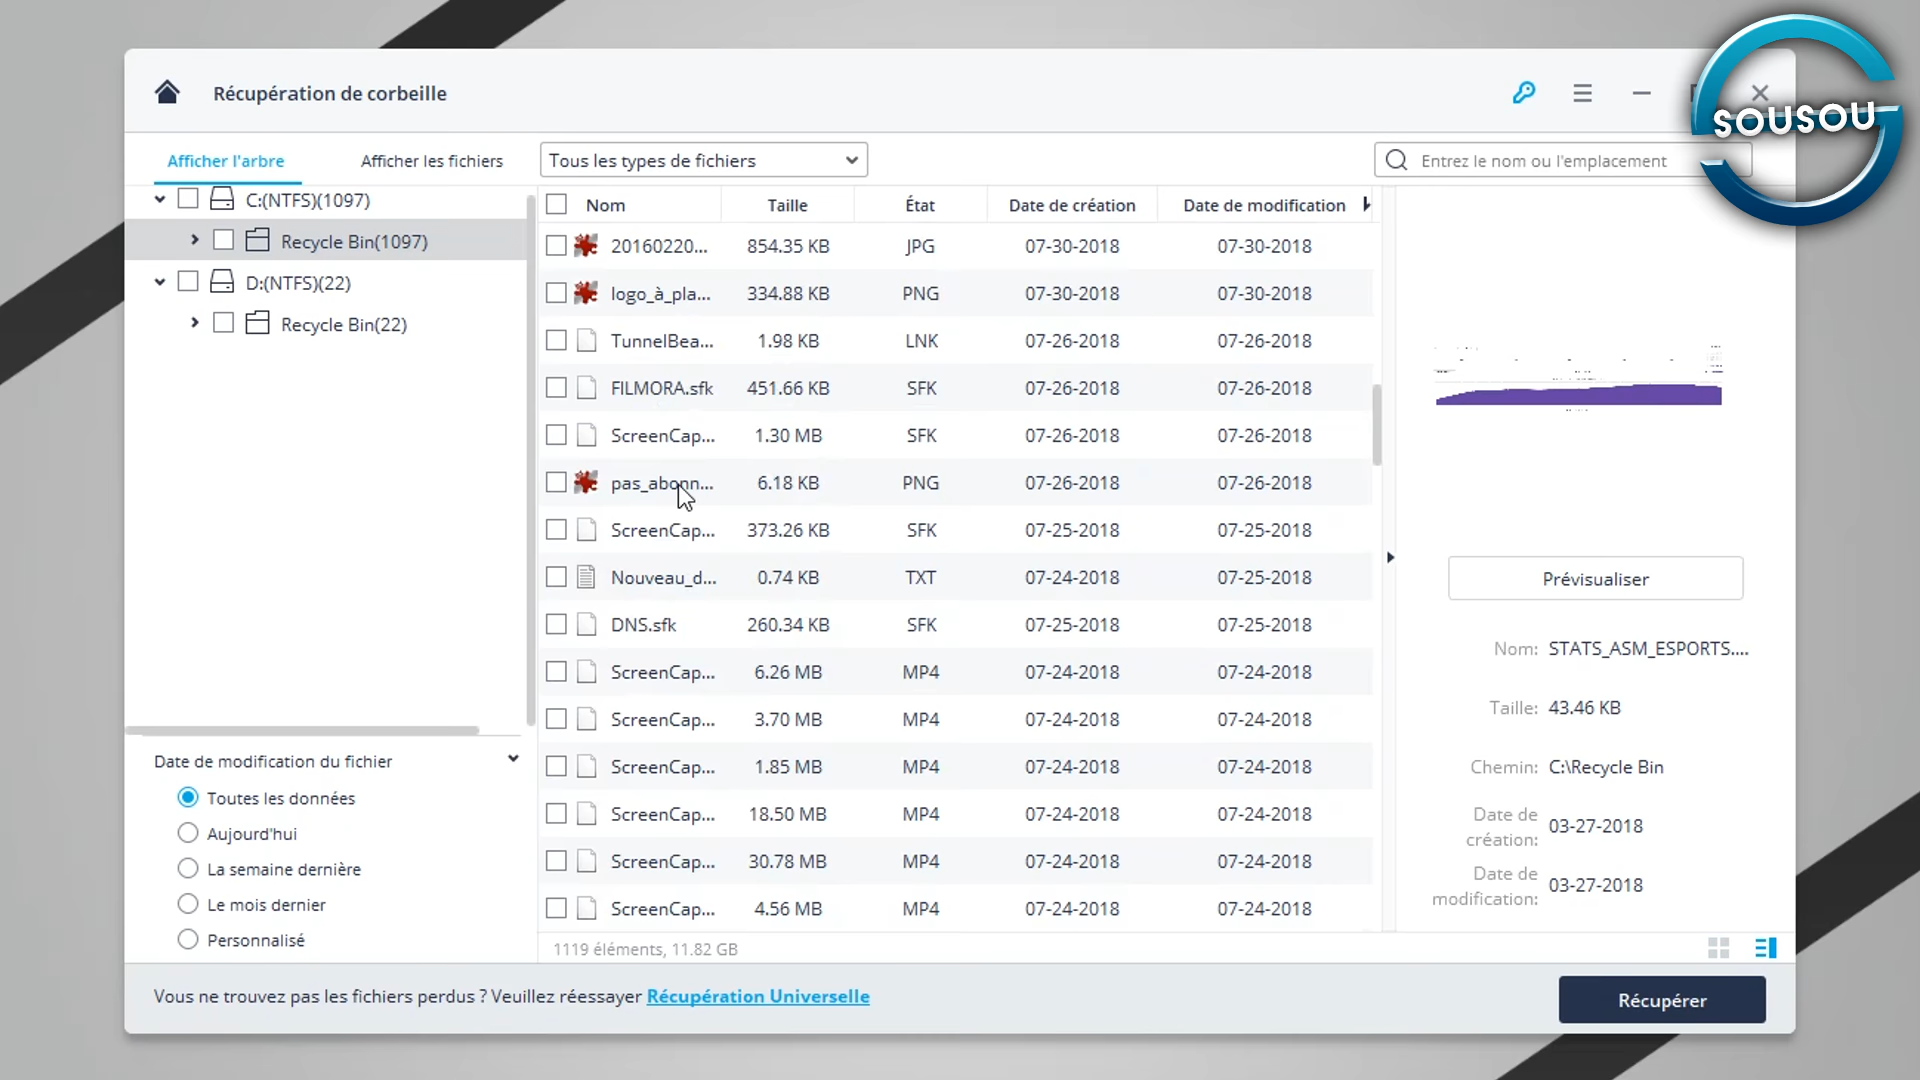 SOUSOU
Récupération de corbeille
Afficher l'arbre
Afficher les fichiers
Tous les types de fichiers
Entrez le nom ou l'emplacement
C:(NTFS)(1097)
Recycle Bin(1097)
D:(NTFS)(22)
Recycle Bin(22)
Date de modification du fichier
Toutes les données
Aujourd'hui
La semaine dernière
Le mois dernier
Personnalisé
Nom Taille État Date de création Date de modification
20160220... 854.35 KB JPG 07-30-2018 07-30-2018
logo_à_pla... 334.88 KB PNG 07-30-2018 07-30-2018
TunnelBea... 1.98 KB LNK 07-26-2018 07-26-2018
FILMORA.sfk 451.66 KB SFK 07-26-2018 07-26-2018
ScreenCap... 1.30 MB SFK 07-26-2018 07-26-2018
pas_abonn... 6.18 KB PNG 07-26-2018 07-26-2018
ScreenCap... 373.26 KB SFK 07-25-2018 07-25-2018
Nouveau_d... 0.74 KB TXT 07-24-2018 07-25-2018
DNS.sfk 260.34 KB SFK 07-25-2018 07-25-2018
ScreenCap... 6.26 MB MP4 07-24-2018 07-24-2018
ScreenCap... 3.70 MB MP4 07-24-2018 07-24-2018
ScreenCap... 1.85 MB MP4 07-24-2018 07-24-2018
ScreenCap... 18.50 MB MP4 07-24-2018 07-24-2018
ScreenCap... 30.78 MB MP4 07-24-2018 07-24-2018
ScreenCap... 4.56 MB MP4 07-24-2018 07-24-2018
1119 éléments, 11.82 GB
Prévisualiser
Nom: STATS_ASM_ESPORTS....
Taille: 43.46 KB
Chemin: C:\Recycle Bin
Date de
création: 03-27-2018
Date de
modification: 03-27-2018
Vous ne trouvez pas les fichiers perdus ? Veuillez réessayer Récupération Universelle
Récupérer